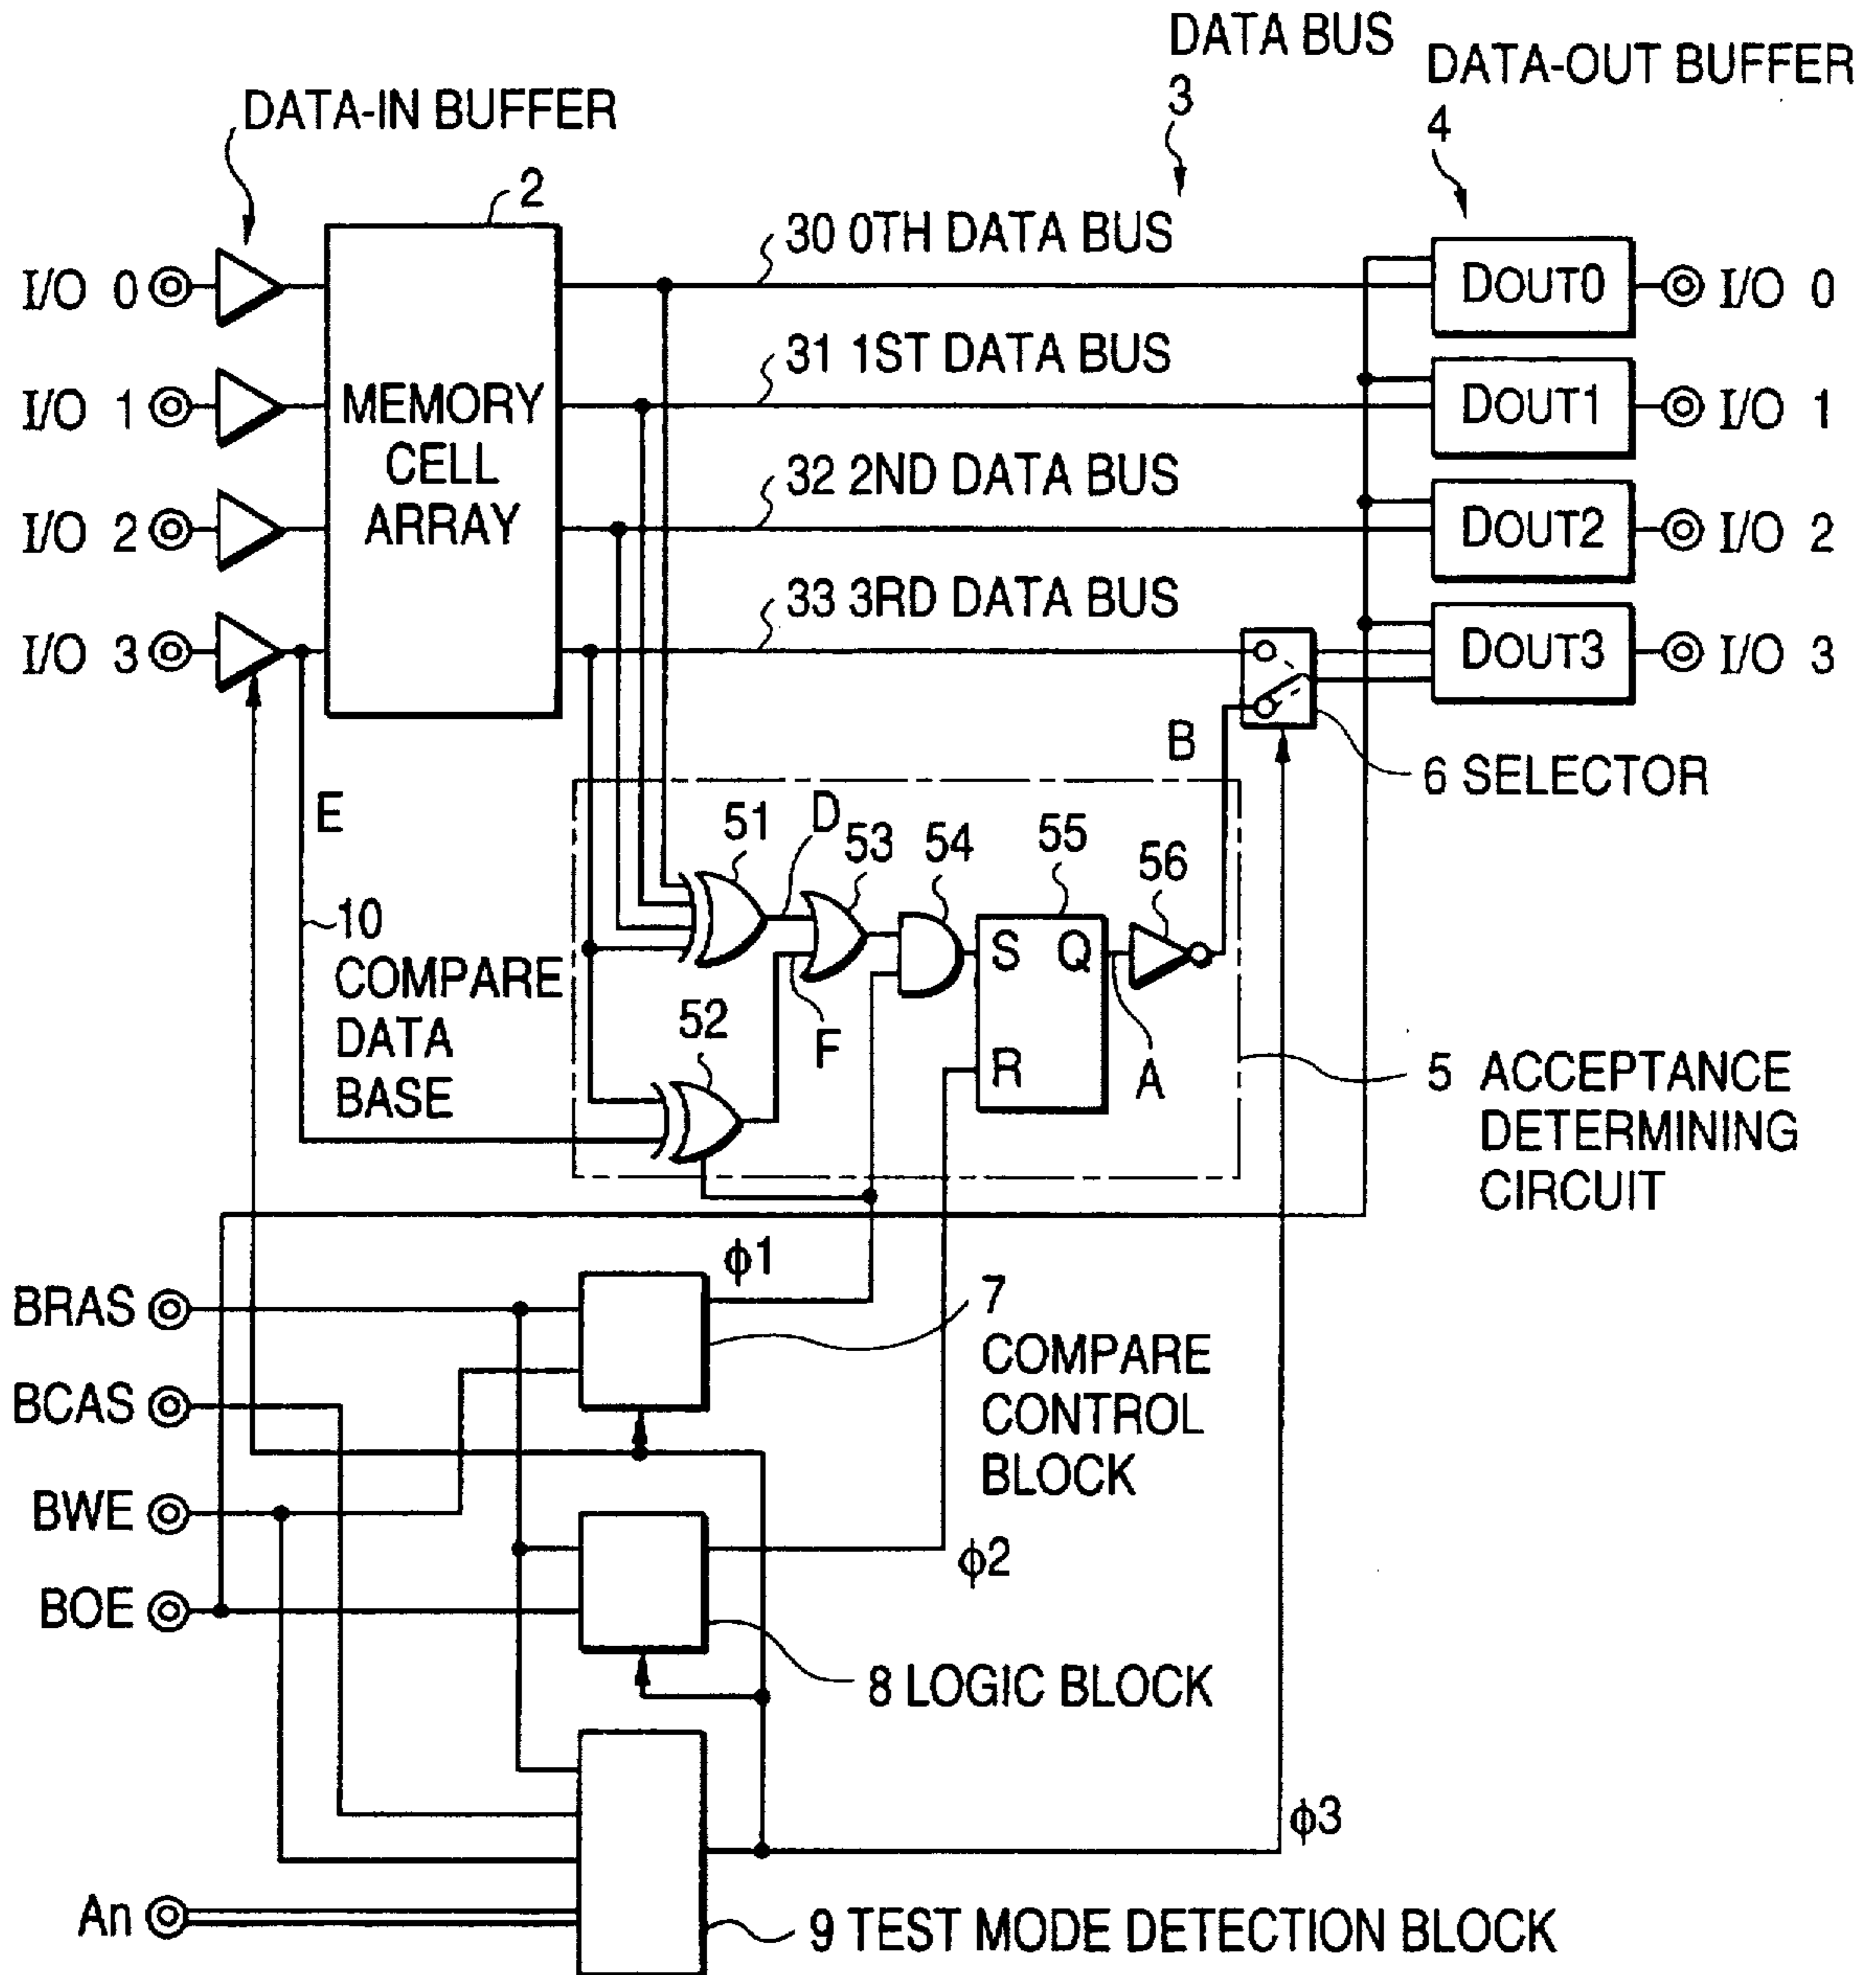 DATA BUS
3
DATA-OUT BUFFER
4
DATA-IN BUFFER
2
30 0TH DATA BUS
I/O 0
DOUT0
I/O 0
31 1ST DATA BUS
I/O 1
MEMORY
CELL
ARRAY
DOUT1
I/O 1
32 2ND DATA BUS
I/O 2
DOUT2
I/O 2
33 3RD DATA BUS
I/O 3
DOUT3
I/O 3
B
6 SELECTOR
E
51
D
53
54
55
56
10
COMPARE
DATA
BASE
S
Q
52
F
R
A
5 ACCEPTANCE
DETERMINING
CIRCUIT
ϕ1
BRAS
7
COMPARE
CONTROL
BLOCK
BCAS
BWE
ϕ2
BOE
8 LOGIC BLOCK
ϕ3
An
9 TEST MODE DETECTION BLOCK